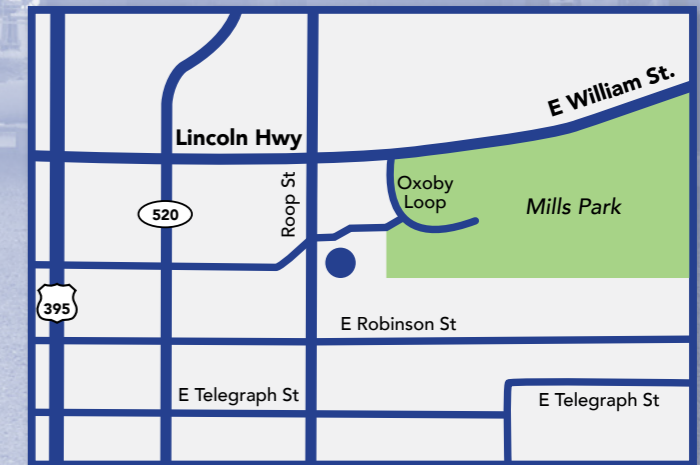 E William St.
Lincoln Hwy
Roop St
Oxoby
Loop
Mills Park
520
395
E Robinson St
E Telegraph St
E Telegraph St